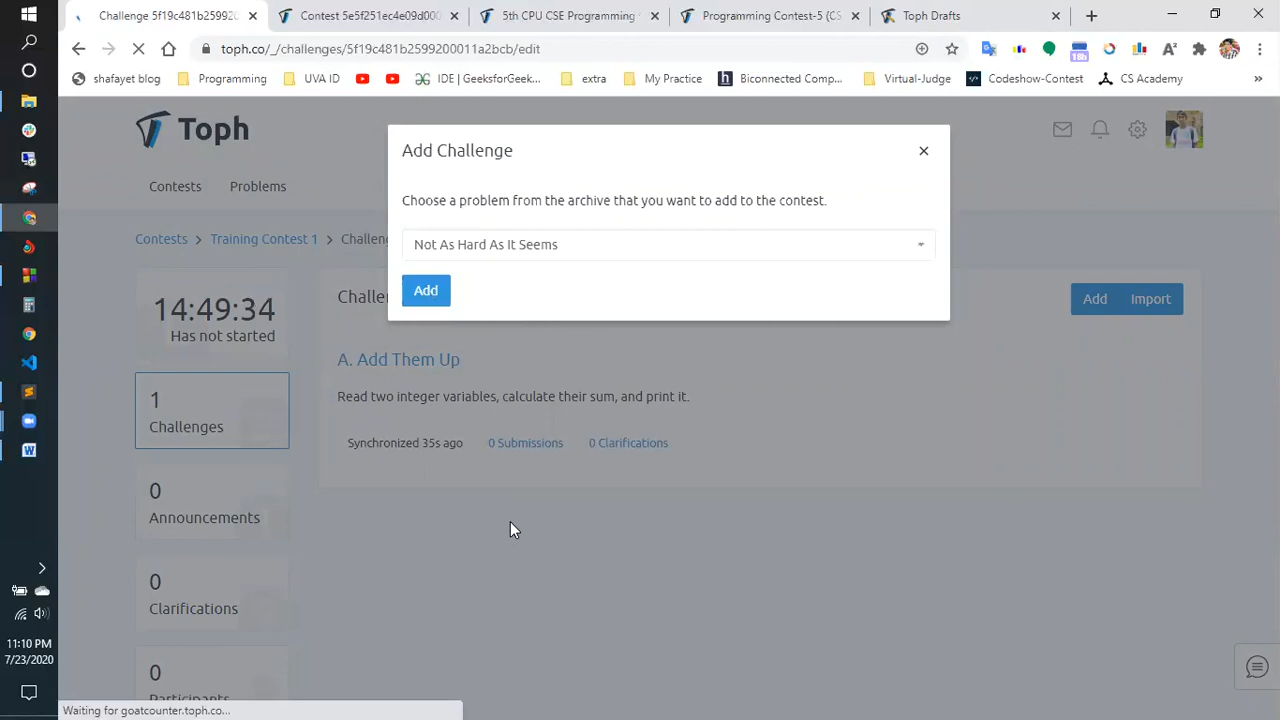 Challenge 5f19c481b2599200
Contest 5e5f251ec4e09d000
5th CPU CSE Programming
Programming Contest-5 (CS
Toph Drafts
toph.co/_/challenges/5f19c481b2599200011a2bcb/edit
18h
shafayet blog
Programming
UVA ID
IDE | GeeksforGeek...
extra
My Practice
Biconnected Comp...
Virtual-Judge
Codeshow-Contest
CS Academy
»
Toph
Contests
Problems
Add Challenge
Choose a problem from the archive that you want to add to the contest.
Not As Hard As It Seems
Add
Contests > Training Contest 1 > Challeng
14:49:34
Has not started
Challen
Add
Import
1
Challenges
A. Add Them Up
Read two integer variables, calculate their sum, and print it.
Synchronized 35s ago
0 Submissions
0 Clarifications
0
Announcements
0
Clarifications
0
Participants
11:10 PM
7/23/2020
Waiting for goatcounter.toph.co...